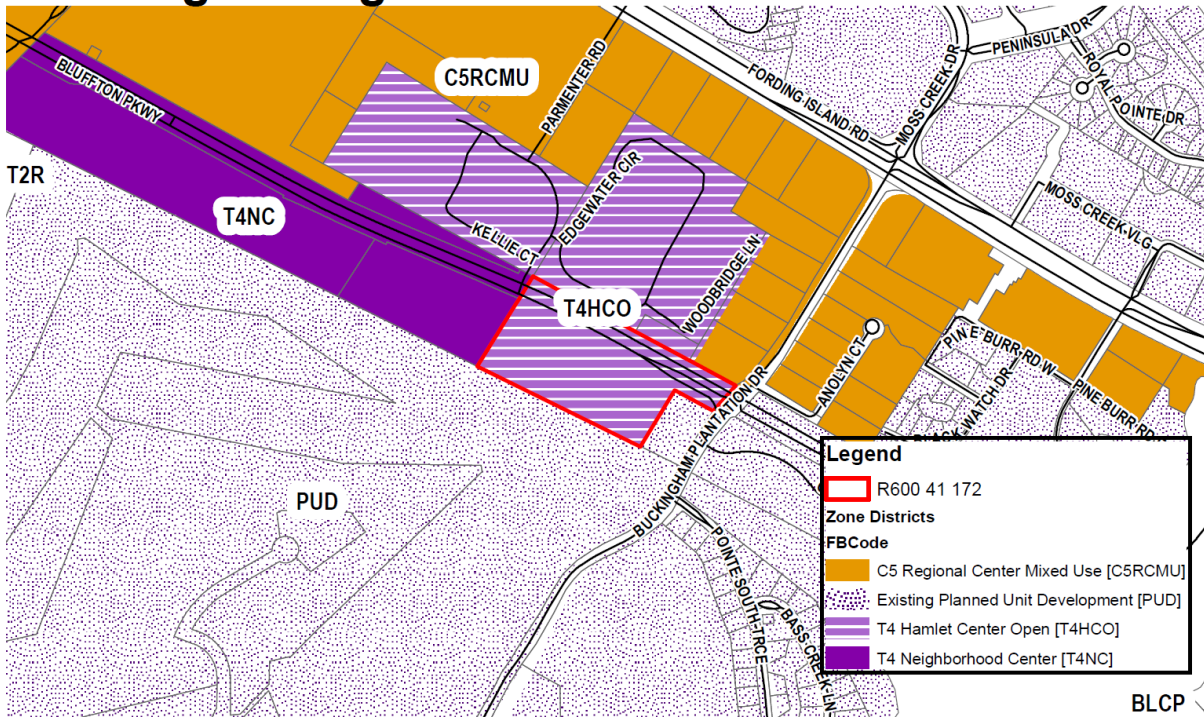 PENINSULA DR
ROYAL POINTE DR
MOSS CREEK DR
FORDING ISLAND RD
PARMENTER RD
C5RCMU
BLUFFTON PKWY
T2R
T4NC
EDGEWATER CIR
KELLIE CT
MOSS CREEK VLG
WOODBRIDGE LN
T4HCO
ANOLYN CT
PINE BURR RD W
PINE BURR RD
BLACK WATCH DR
BUCKINGHAM PLANTATION DR
PUD
POINTE SOUTH TRCE
BASS CREEK LN
Legend
R600 41 172
Zone Districts
FBCode
C5 Regional Center Mixed Use [C5RCMU]
Existing Planned Unit Development [PUD]
T4 Hamlet Center Open [T4HCO]
T4 Neighborhood Center [T4NC]
BLCP